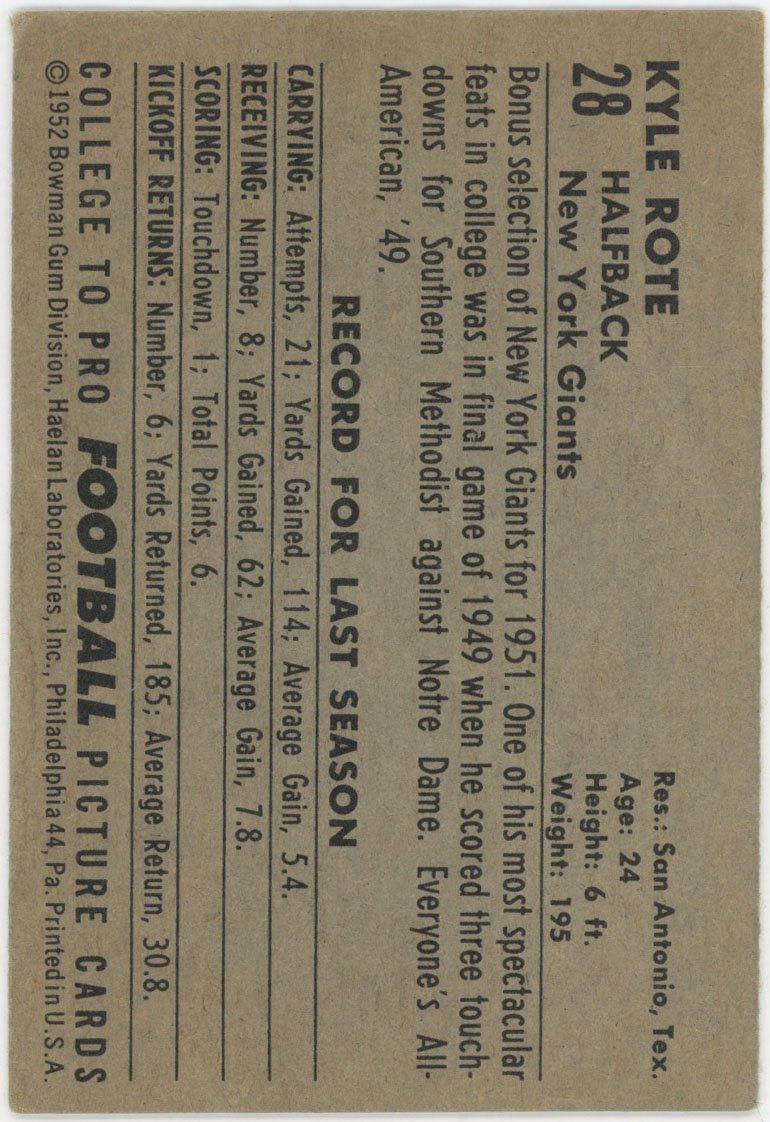 KYLE ROTE
28 HALFBACK
New York Giants
Res.: San Antonio, Tex.
Age: 24
Height: 6 ft.
Weight: 195
Bonus selection of New York Giants for 1951. One of his most spectacular
feats in college was in final game of 1949 when he scored three touch-
downs for Southern Methodist against Notre Dame. Everyone's All-
American, '49.
RECORD FOR LAST SEASON
CARRYING: Attempts, 21; Yards Gained, 114; Average Gain, 5.4.
RECEIVING: Number, 8; Yards Gained, 62; Average Gain, 7.8.
SCORING: Touchdown, 1; Total Points, 6.
KICKOFF RETURNS: Number, 6; Yards Returned, 185; Average Return, 30.8.
COLLEGE TO PRO FOOTBALL PICTURE CARDS
©1952 Bowman Gum Division, Haelan Laboratories, Inc., Philadelphia 44, Pa. Printed in U.S.A.